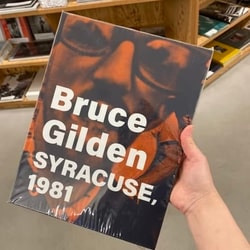 Bruce
Gilden
SYRACUSE,
1981